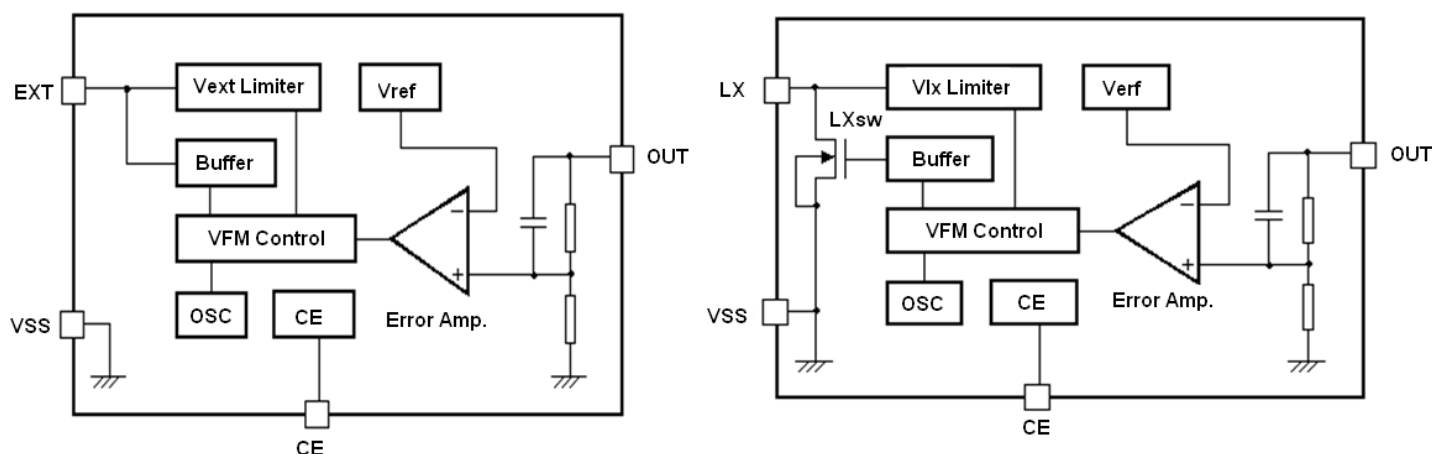 EXT
Vext Limiter
Vref
Buffer
OUT
−
VFM Control
+
VSS
OSC
CE
Error Amp.
CE
LX
Vlx Limiter
Verf
LXsw
Buffer
OUT
−
VFM Control
+
VSS
OSC
CE
Error Amp.
CE